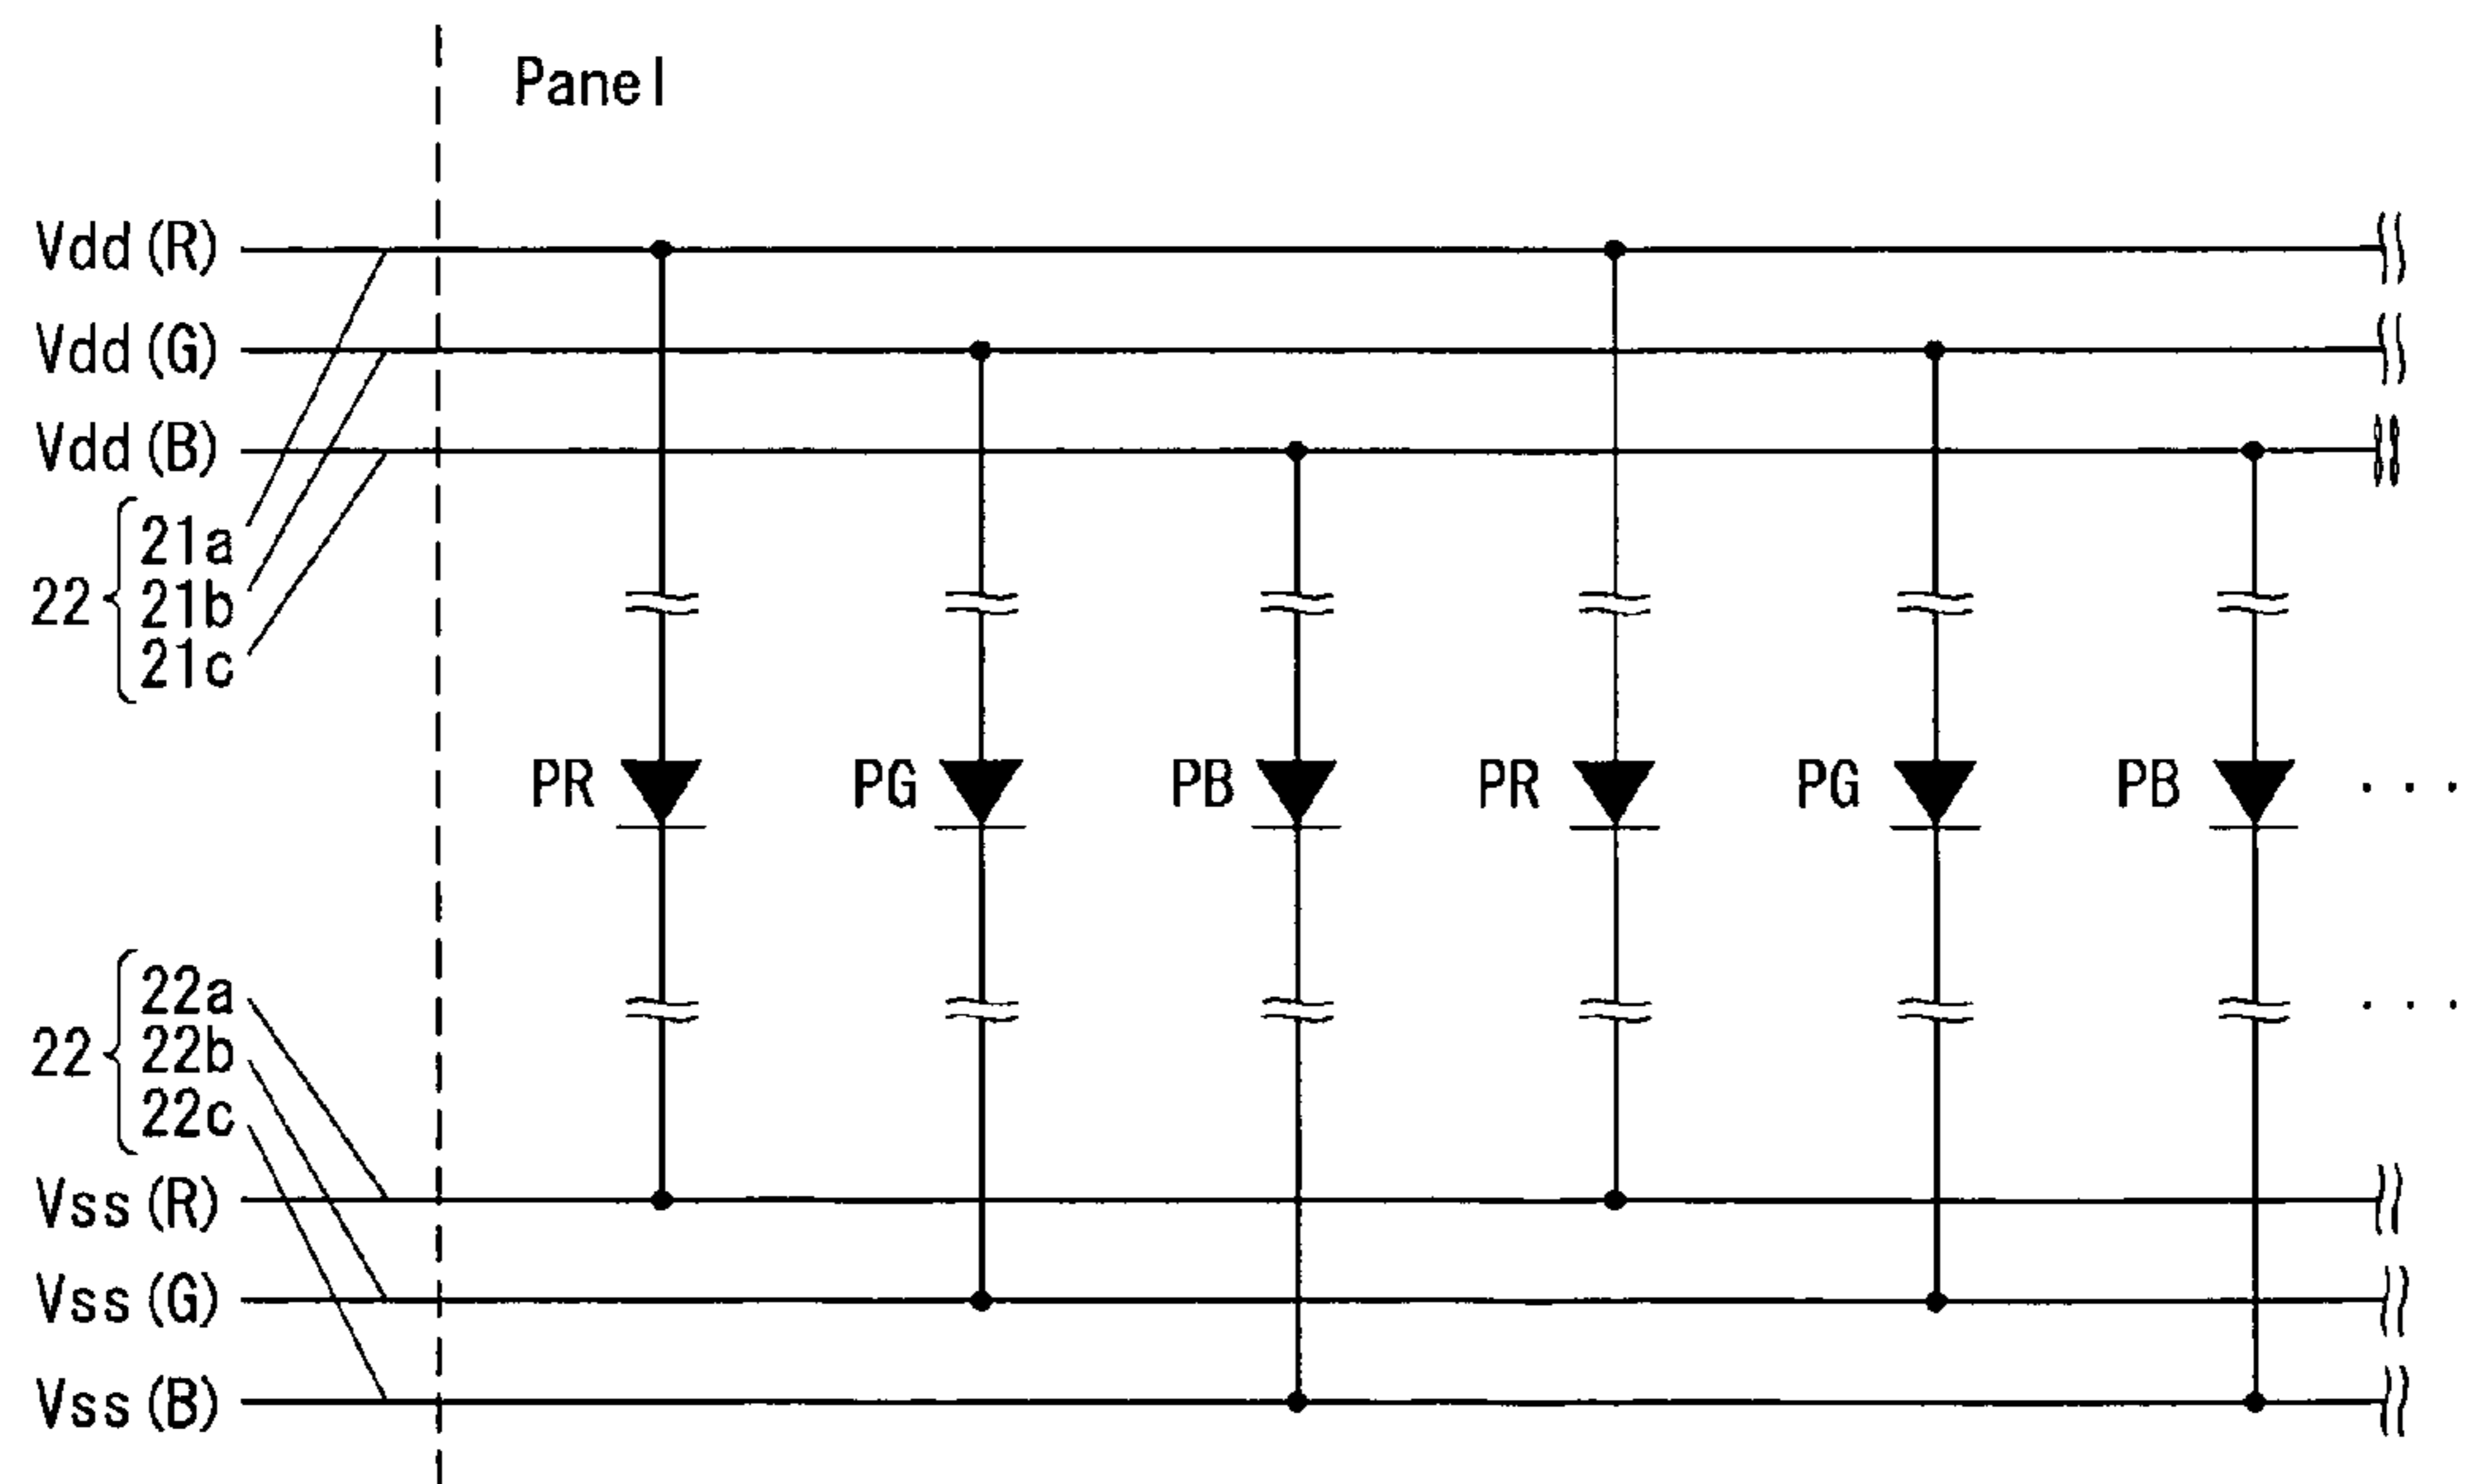 Panel
Vdd(R)
Vdd(G)
Vdd(B)
22
21a
21b
21c
PR PG PB PR PG PB ...
22
22a
22b
22c
...
Vss(R)
Vss(G)
Vss(B)